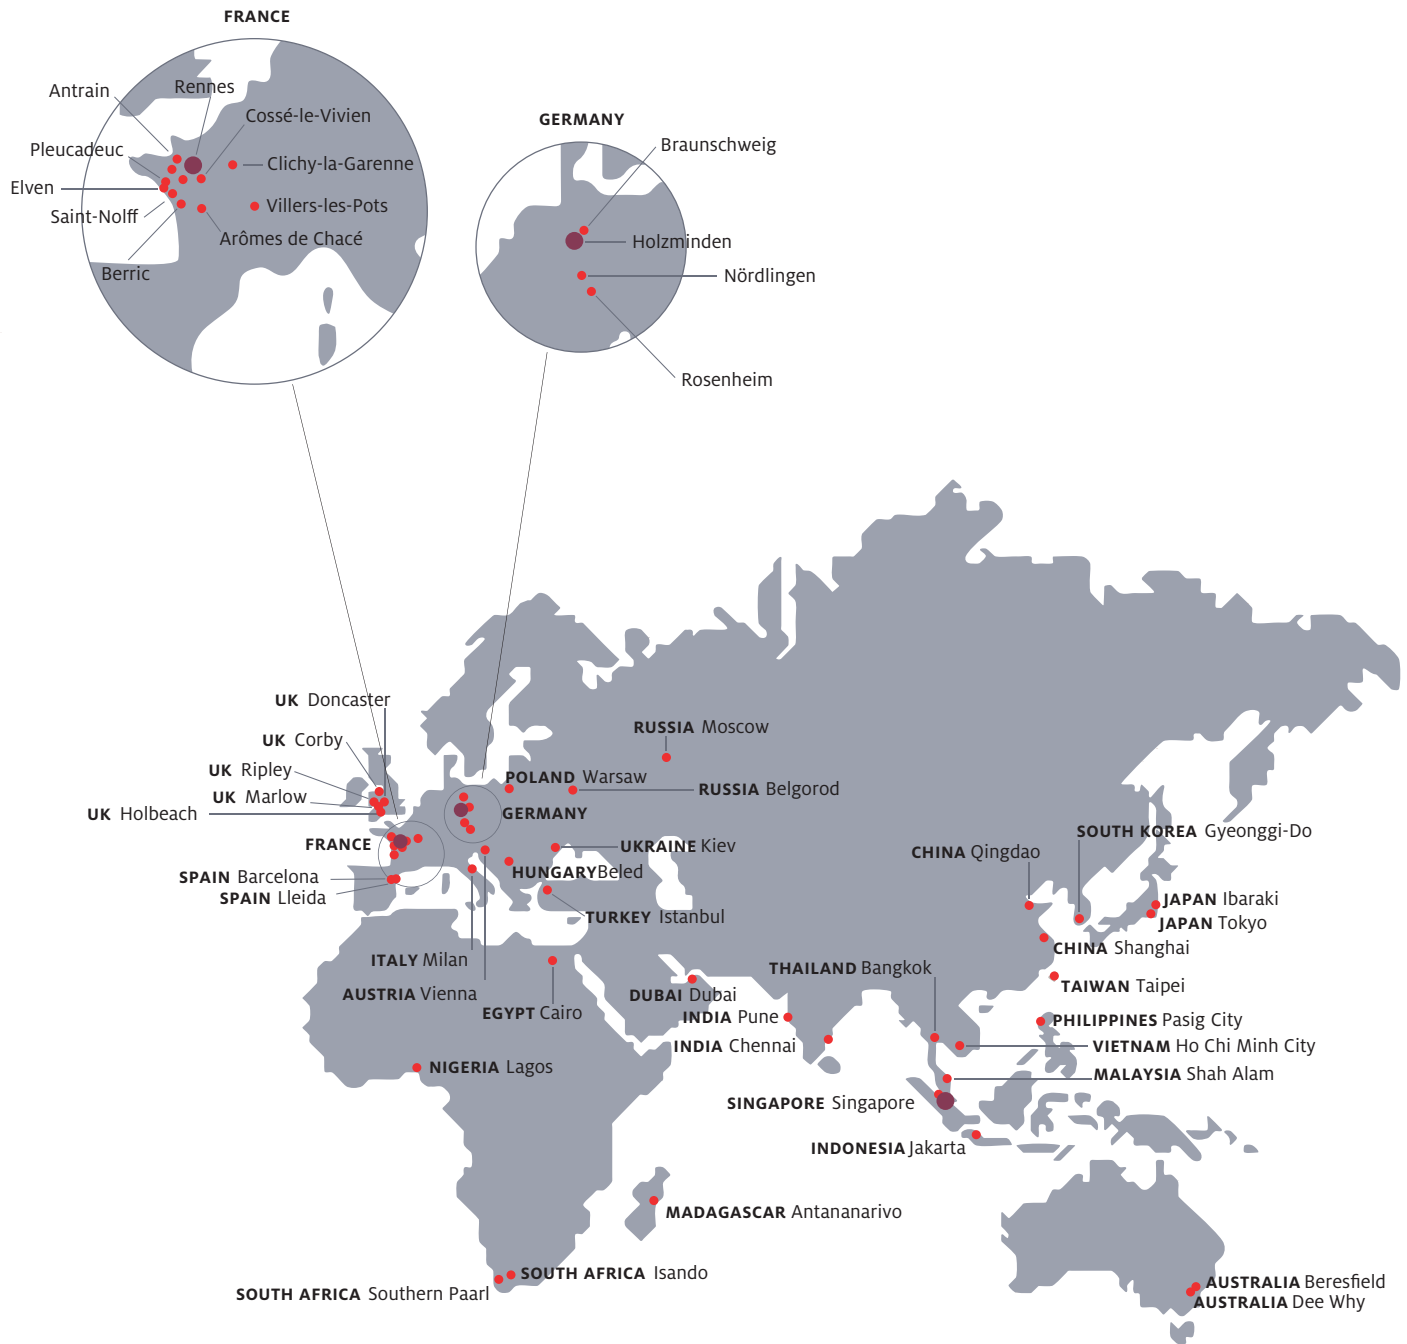 FRANCE
Antrain
Rennes
Cossé-le-Vivien
Pleucadeuc
Clichy-la-Garenne
Elven
Villers-les-Pots
Saint-Nolff
Arômes de Chacé
Berric
GERMANY
Braunschweig
Holzminden
Nördlingen
Rosenheim
UK Doncaster
UK Corby
UK Ripley
UK Marlow
UK Holbeach
FRANCE
SPAIN Barcelona
SPAIN Lleida
RUSSIA Moscow
POLAND Warsaw
RUSSIA Belgorod
GERMANY
UKRAINE Kiev
HUNGARY Beled
TURKEY Istanbul
ITALY Milan
AUSTRIA Vienna
EGYPT Cairo
NIGERIA Lagos
SOUTH KOREA Gyeonggi-Do
CHINA Qingdao
JAPAN Ibaraki
JAPAN Tokyo
CHINA Shanghai
THAILAND Bangkok
TAIWAN Taipei
DUBAI Dubai
INDIA Pune
INDIA Chennai
PHILIPPINES Pasig City
VIETNAM Ho Chi Minh City
MALAYSIA Shah Alam
SINGAPORE Singapore
INDONESIA Jakarta
MADAGASCAR Antananarivo
SOUTH AFRICA Isando
SOUTH AFRICA Southern Paarl
AUSTRALIA Beresfield
AUSTRALIA Dee Why